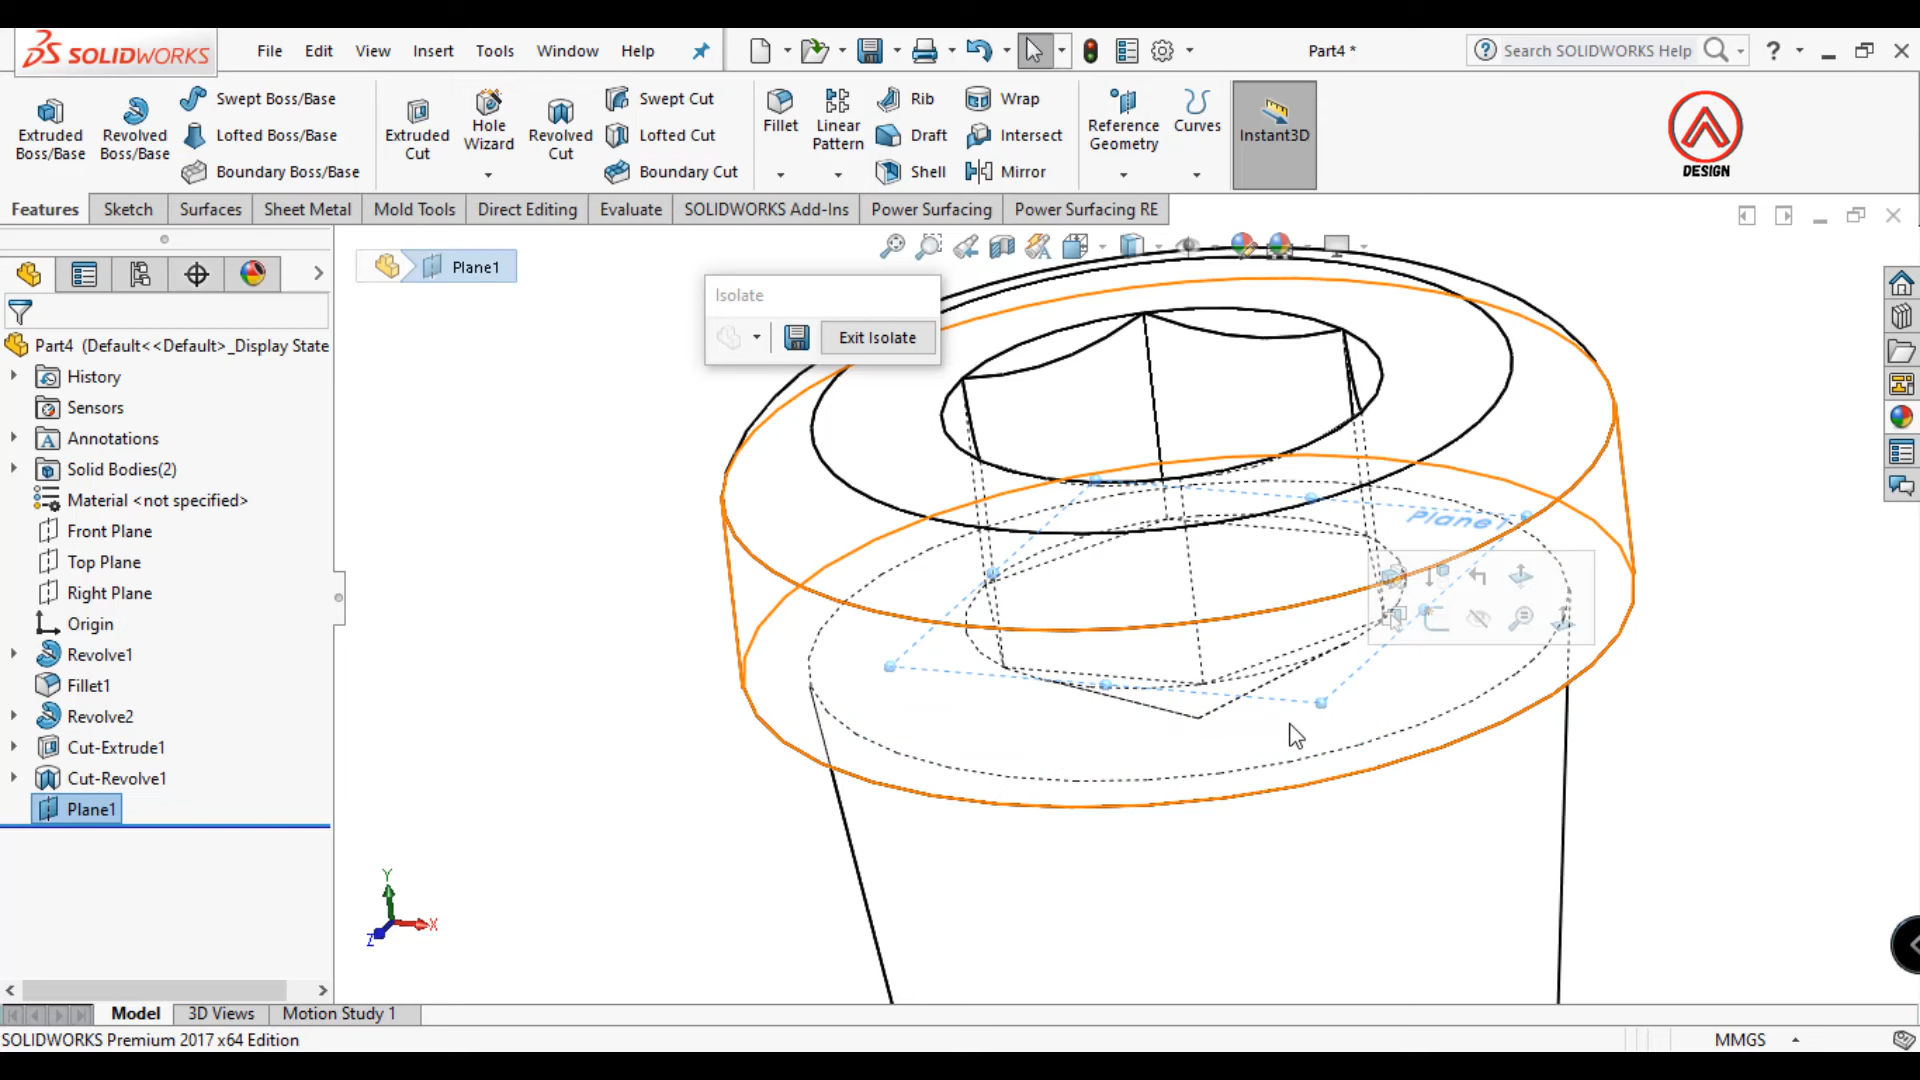 SOLIDWORKS
File Edit View Insert Tools Window Help
Part4 *
Search SOLIDWORKS Help
Extruded Boss/Base
Revolved Boss/Base
Swept Boss/Base
Lofted Boss/Base
Boundary Boss/Base
Extruded Cut
Hole Wizard
Revolved Cut
Swept Cut
Lofted Cut
Boundary Cut
Fillet
Linear Pattern
Rib
Draft
Shell
Wrap
Intersect
Mirror
Reference Geometry
Curves
Instant3D
DESIGN
Features Sketch Surfaces Sheet Metal Mold Tools Direct Editing Evaluate SOLIDWORKS Add-Ins Power Surfacing Power Surfacing RE
Plane1
Isolate
Exit Isolate
Part4 (Default<<Default>_Display State
History
Sensors
Annotations
Solid Bodies(2)
Material <not specified>
Front Plane
Top Plane
Right Plane
Origin
Revolve1
Fillet1
Revolve2
Cut-Extrude1
Cut-Revolve1
Plane1
Plane1
Y
X
Z
Model 3D Views Motion Study 1
SOLIDWORKS Premium 2017 x64 Edition
MMGS